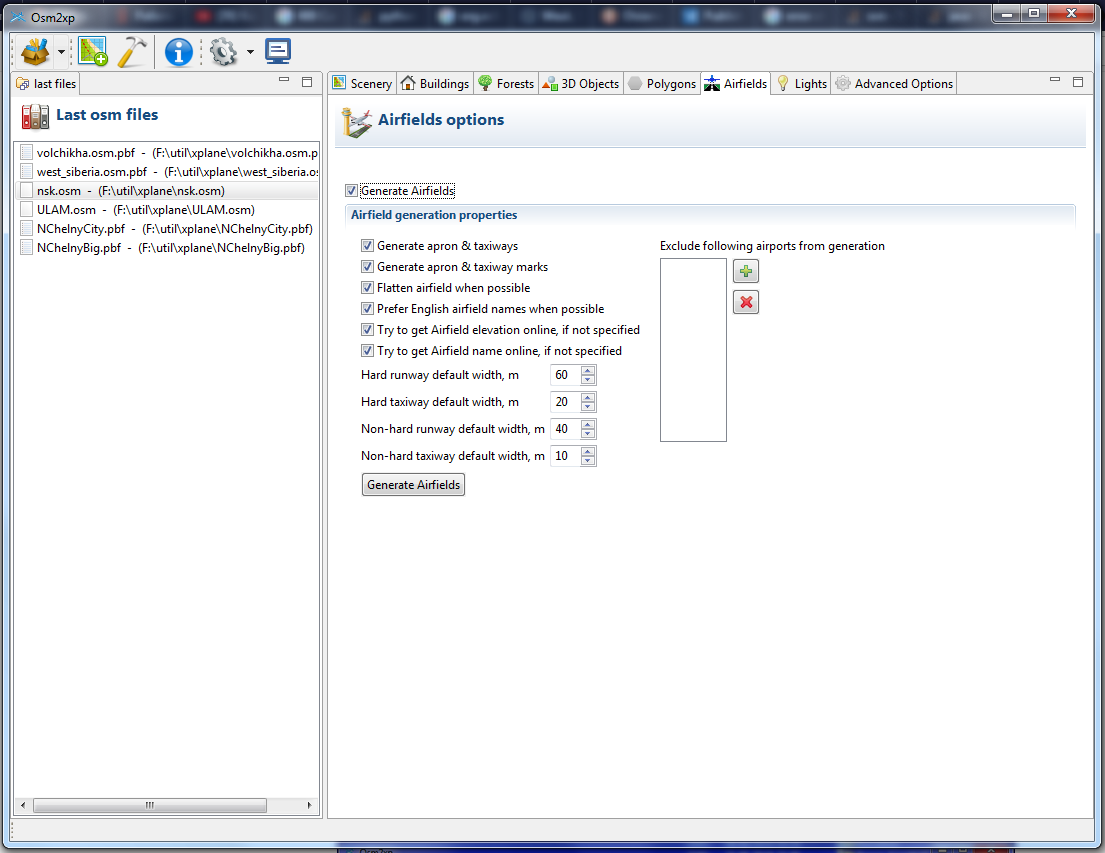 Osm2xp
last files
Last osm files
volchikha.osm.pbf - (F:\util\xplane\volchikha.osm.p
west_siberia.osm.pbf - (F:\util\xplane\west_siberia.os
nsk.osm - (F:\util\xplane\nsk.osm)
ULAM.osm - (F:\util\xplane\ULAM.osm)
NChelnyCity.pbf - (F:\util\xplane\NChelnyCity.pbf)
NChelnyBig.pbf - (F:\util\xplane\NChelnyBig.pbf)
Scenery Buildings Forests 3D Objects Polygons Airfields Lights Advanced Options
Airfields options
Generate Airfields
Airfield generation properties
Generate apron & taxiways
Generate apron & taxiway marks
Flatten airfield when possible
Prefer English airfield names when possible
Try to get Airfield elevation online, if not specified
Try to get Airfield name online, if not specified
Hard runway default width, m 60
Hard taxiway default width, m 20
Non-hard runway default width, m 40
Non-hard taxiway default width, m 10
Generate Airfields
Exclude following airports from generation